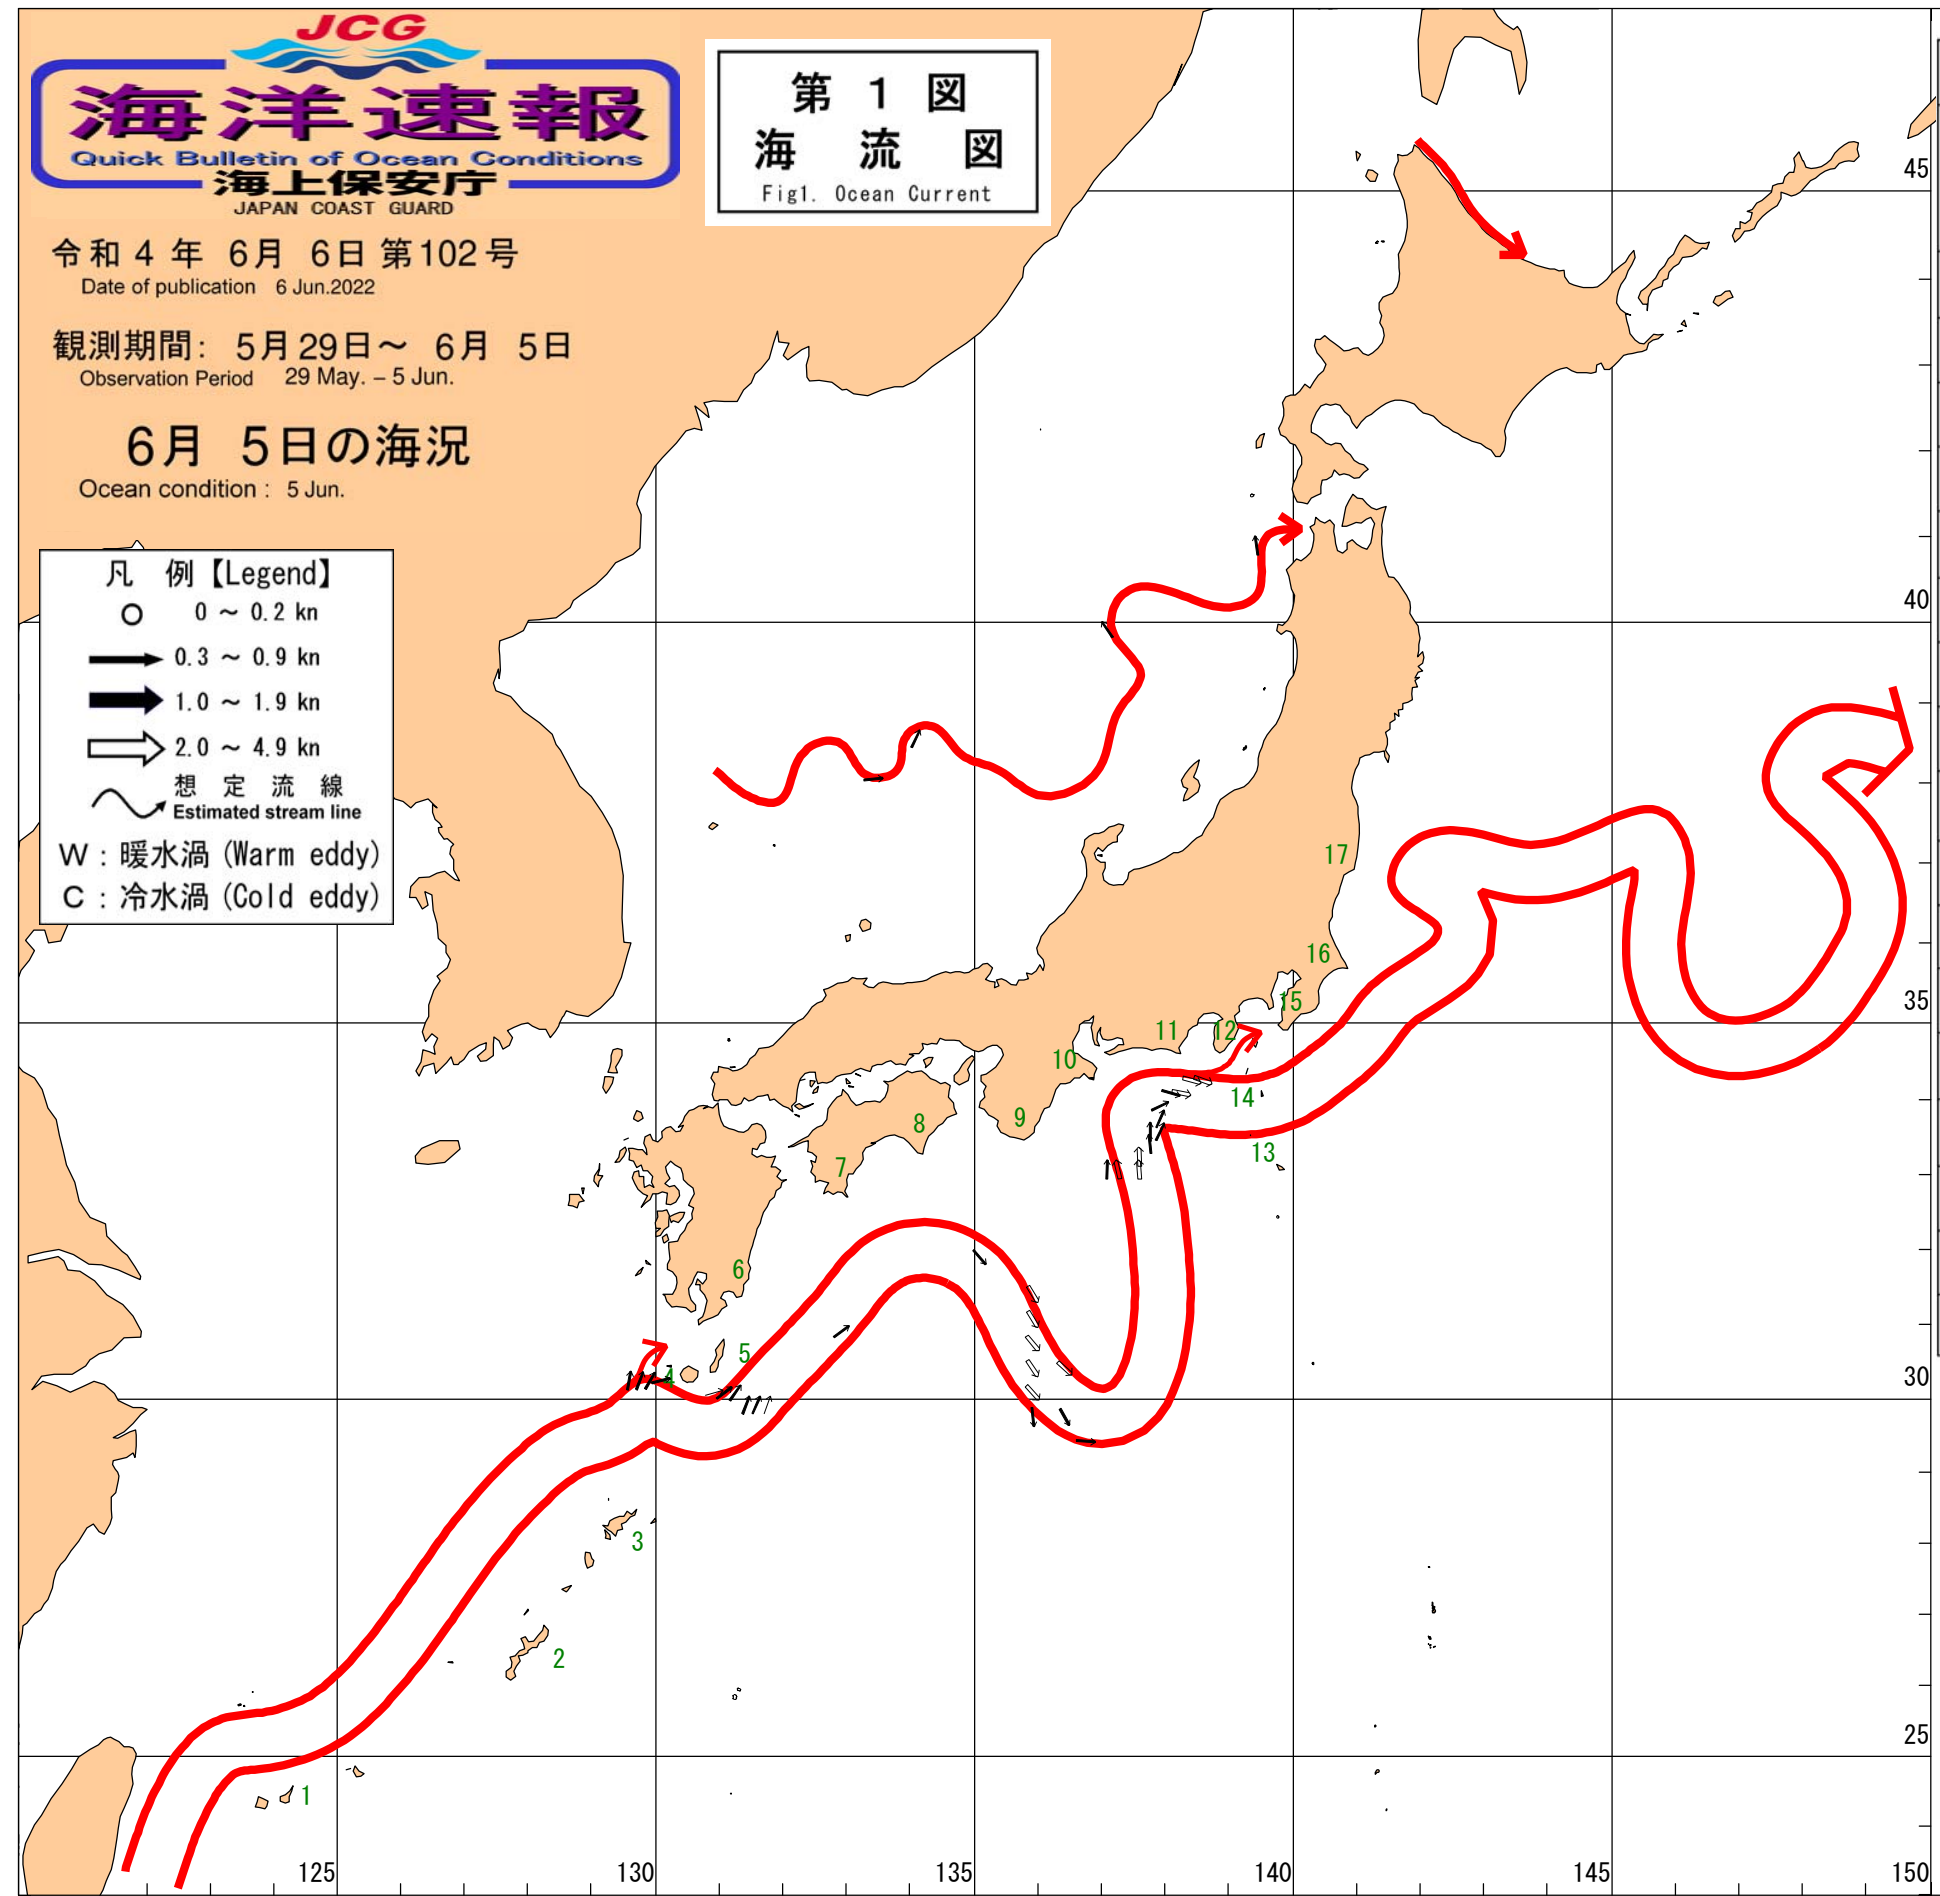 JCG
海洋速報
Quick Bulletin of Ocean Conditions
海上保安庁
JAPAN COAST GUARD
第 1 図
海 流 図
Fig1. Ocean Current
令和 4 年 6月 6日 第102号
Date of publication 6 Jun.2022
観測期間: 5月29日～ 6月 5日
Observation Period 29 May. – 5 Jun.
6月 5日の海況
Ocean condition : 5 Jun.
凡 例【Legend】
0 ～ 0.2 kn
0.3 ～ 0.9 kn
1.0 ～ 1.9 kn
2.0 ～ 4.9 kn
想 定 流 線
Estimated stream line
W : 暖水渦 (Warm eddy)
C : 冷水渦 (Cold eddy)
45
40
17
16
35
15
12
11
10
14
9
8
13
7
6
5
4
30
3
2
25
1
125
130
135
140
145
150